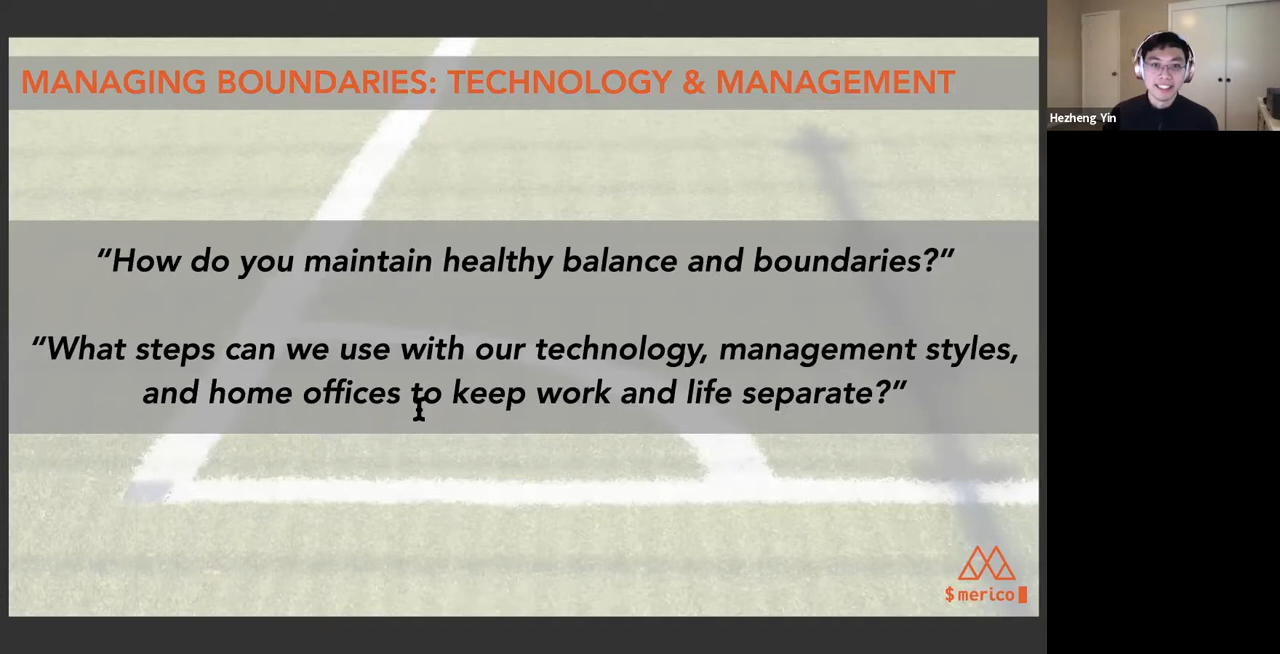 MANAGING BOUNDARIES: TECHNOLOGY & MANAGEMENT
Hezheng Yin
“How do you maintain healthy balance and boundaries?”
“What steps can we use with our technology, management styles,
and home offices to keep work and life separate?”
$merico